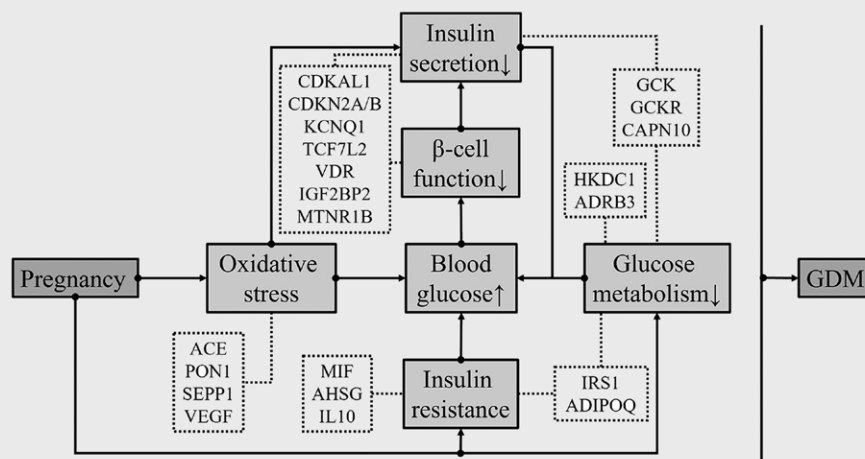 Insulin
secretion↓
CDKAL1
CDKN2A/B
KCNQ1
TCF7L2
VDR
IGF2BP2
MTNR1B
GCK
GCKR
CAPN10
β-cell
function↓
HKDC1
ADRB3
Pregnancy
Oxidative
stress
Blood
glucose↑
Glucose
metabolism↓
GDM
ACE
PON1
SEPP1
VEGF
MIF
AHSG
IL10
Insulin
resistance
IRS1
ADIPOQ